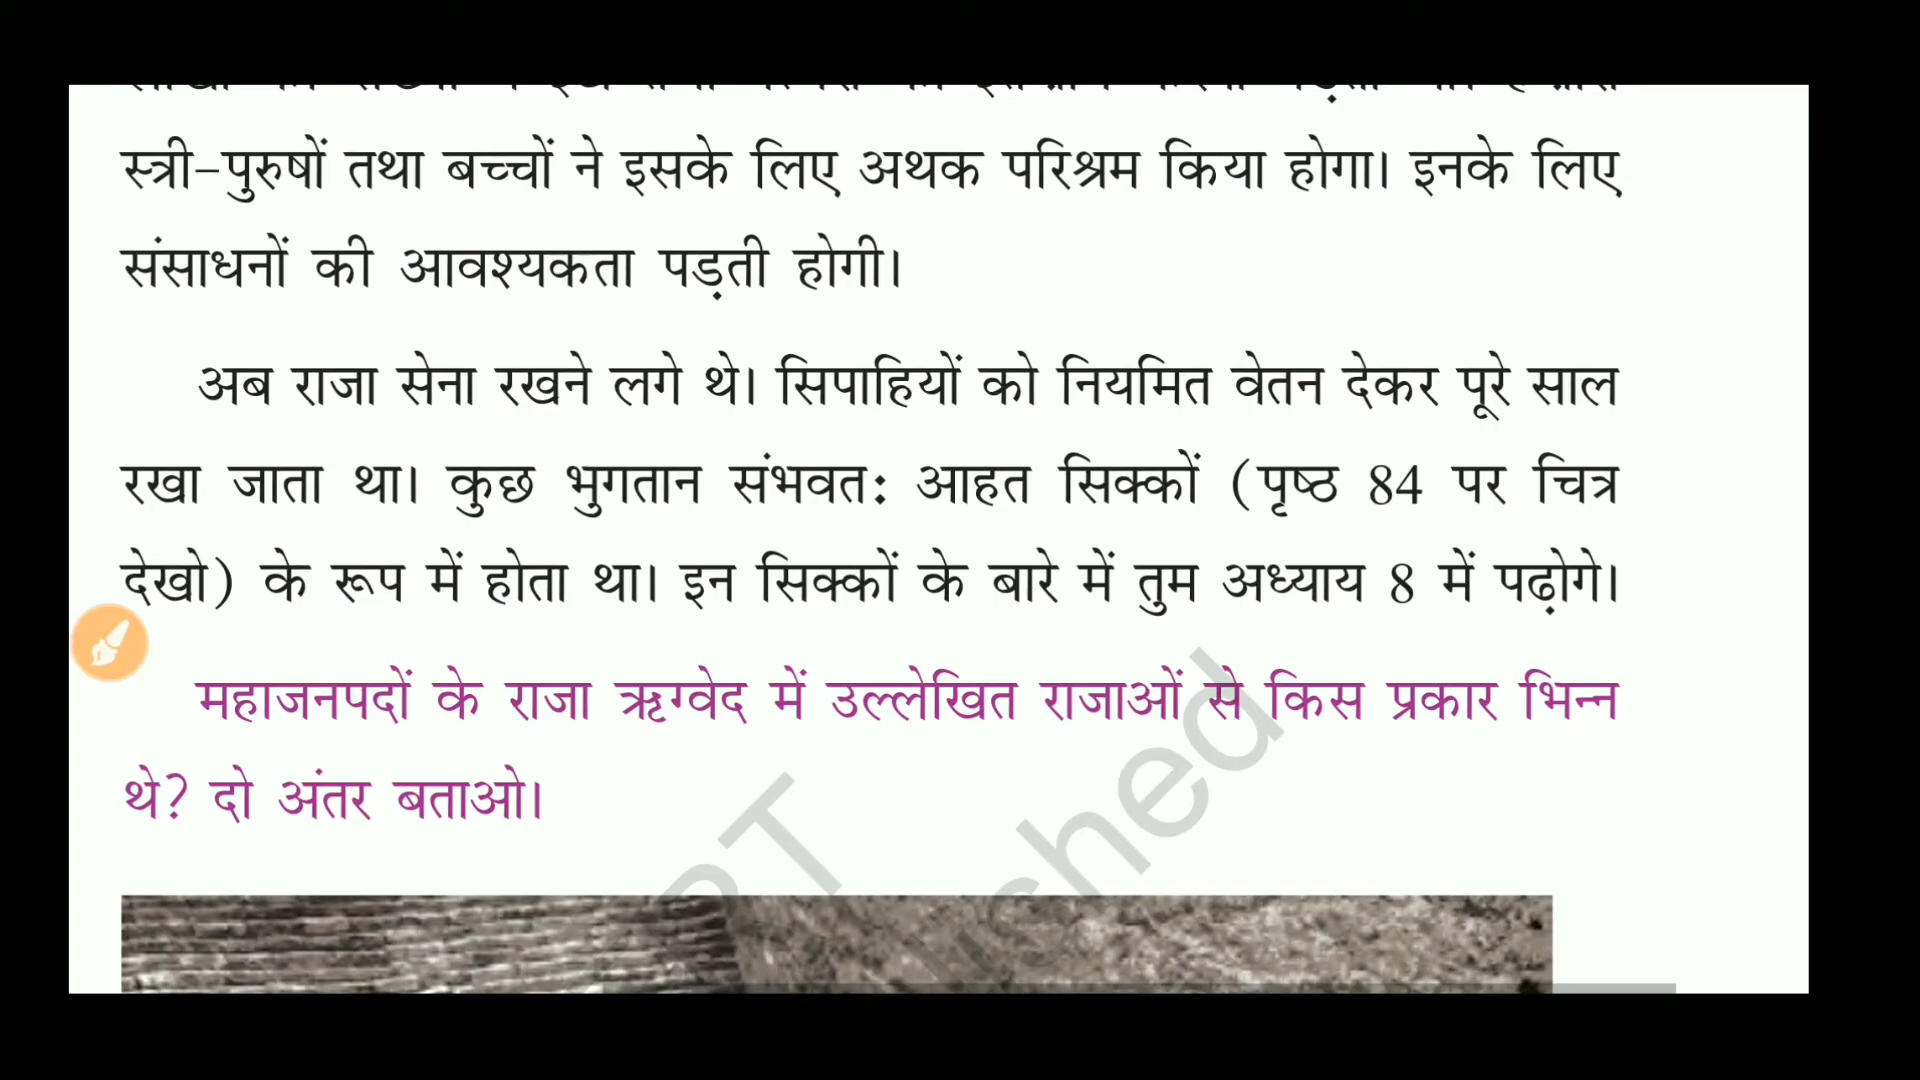 स्त्री-पुरुषों तथा बच्चों ने इसके लिए अथक परिश्रम किया होगा। इनके लिए
संसाधनों की आवश्यकता पड़ती होगी।
अब राजा सेना रखने लगे थे। सिपाहियों को नियमित वेतन देकर पूरे साल
रखा जाता था। कुछ भुगतान संभवतः आहत सिक्कों (पृष्ठ 84 पर चित्र
देखो) के रूप में होता था। इन सिक्कों के बारे में तुम अध्याय 8 में पढ़ोगे।
महाजनपदों के राजा ऋग्वेद में उल्लेखित राजाओं से किस प्रकार भिन्न
थे? दो अंतर बताओ।